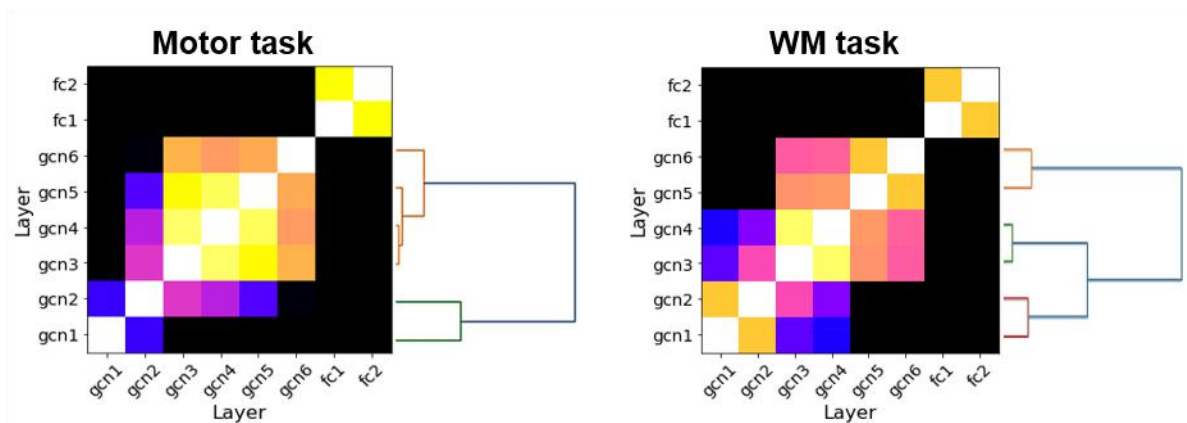 Motor task
fc2
fc1
gcn6
gcn5
gcn4
gcn3
gcn2
gcn1
Layer
gcn1 gcn2 gcn3 gcn4 gcn5 gcn6 fc1 fc2
Layer
WM task
fc2
fc1
gcn6
gcn5
gcn4
gcn3
gcn2
gcn1
Layer
gcn1 gcn2 gcn3 gcn4 gcn5 gcn6 fc1 fc2
Layer